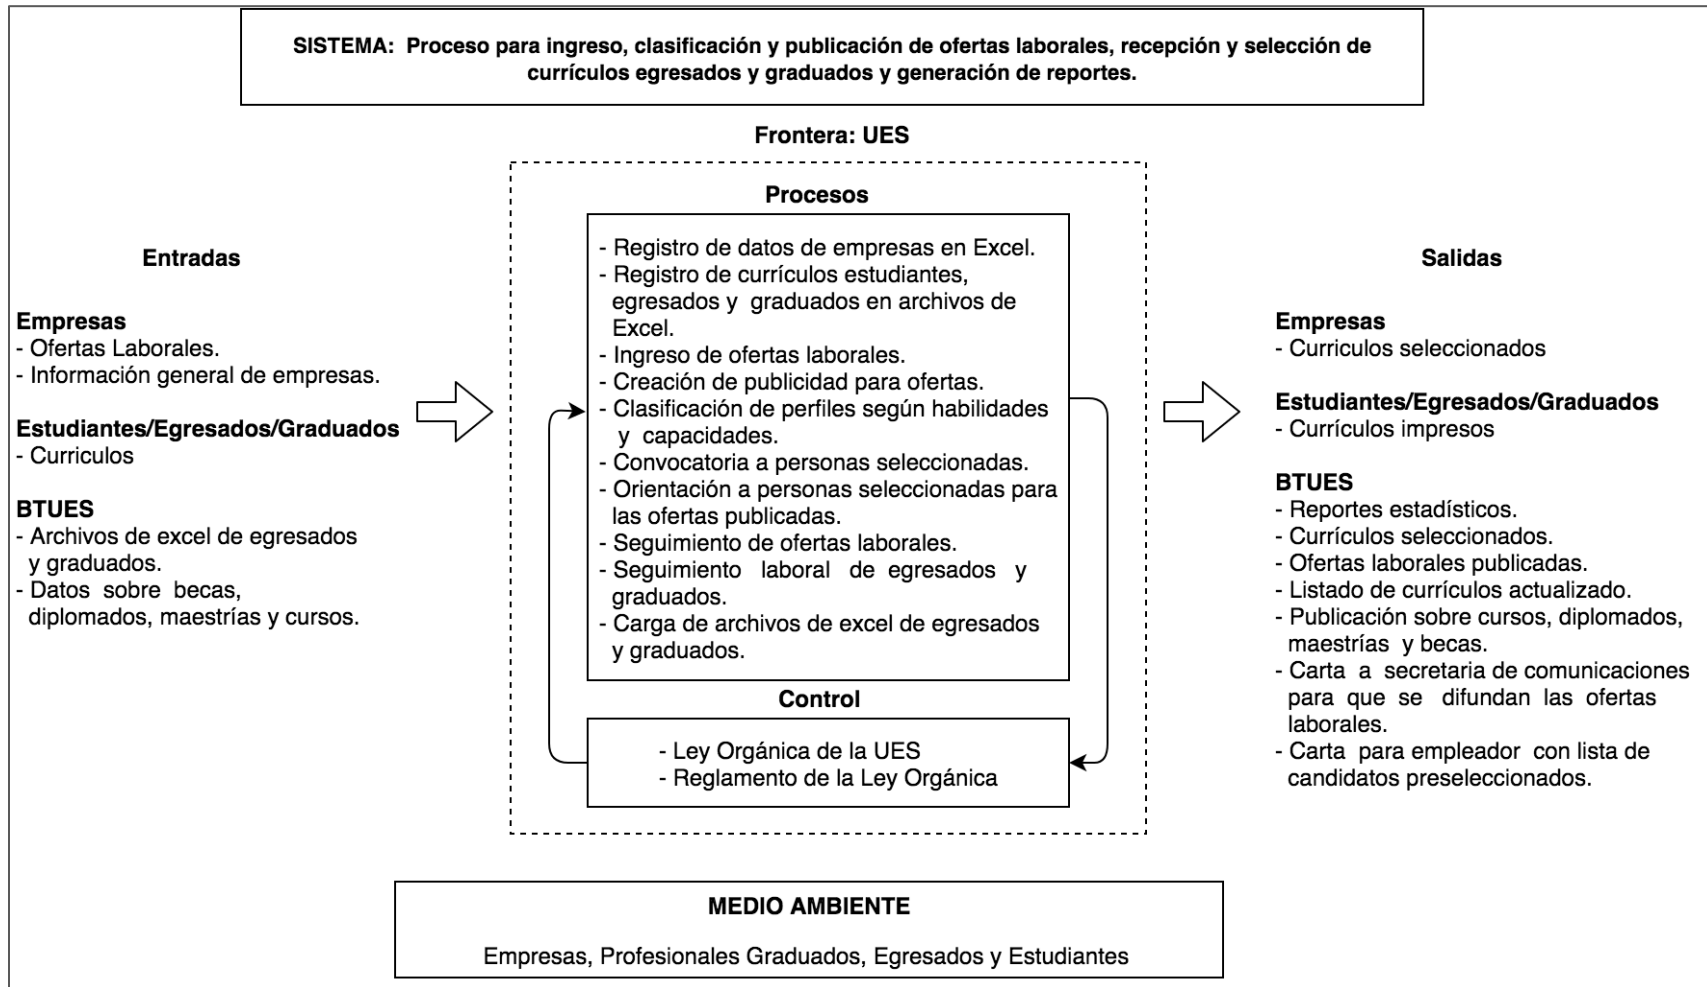 SISTEMA: Proceso para ingreso, clasificación y publicación de ofertas laborales, recepción y selección de
currículos egresados y graduados y generación de reportes.
Frontera: UES
Entradas
Empresas
- Ofertas Laborales.
- Información general de empresas.
Estudiantes/Egresados/Graduados
- Curriculos
BTUES
- Archivos de excel de egresados
y graduados.
- Datos sobre becas,
diplomados, maestrías y cursos.
Procesos
- Registro de datos de empresas en Excel.
- Registro de currículos estudiantes,
egresados y graduados en archivos de
Excel.
- Ingreso de ofertas laborales.
- Creación de publicidad para ofertas.
- Clasificación de perfiles según habilidades
y capacidades.
- Convocatoria a personas seleccionadas.
- Orientación a personas seleccionadas para
las ofertas publicadas.
- Seguimiento de ofertas laborales.
- Seguimiento laboral de egresados y
graduados.
- Carga de archivos de excel de egresados
y graduados.
Control
- Ley Orgánica de la UES
- Reglamento de la Ley Orgánica
Salidas
Empresas
- Curriculos seleccionados
Estudiantes/Egresados/Graduados
- Currículos impresos
BTUES
- Reportes estadísticos.
- Currículos seleccionados.
- Ofertas laborales publicadas.
- Listado de currículos actualizado.
- Publicación sobre cursos, diplomados,
maestrías y becas.
- Carta a secretaria de comunicaciones
para que se difundan las ofertas
laborales.
- Carta para empleador con lista de
candidatos preseleccionados.
MEDIO AMBIENTE
Empresas, Profesionales Graduados, Egresados y Estudiantes